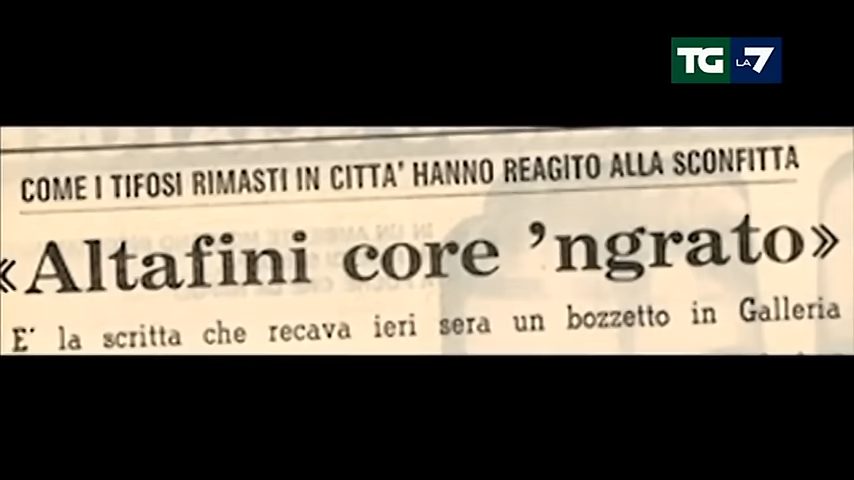 TG LA 7
COME I TIFOSI RIMASTI IN CITTA' HANNO REAGITO ALLA SCONFITTA
«Altafini core 'ngrato»
E' la scritta che recava ieri sera un bozzetto in Galleria